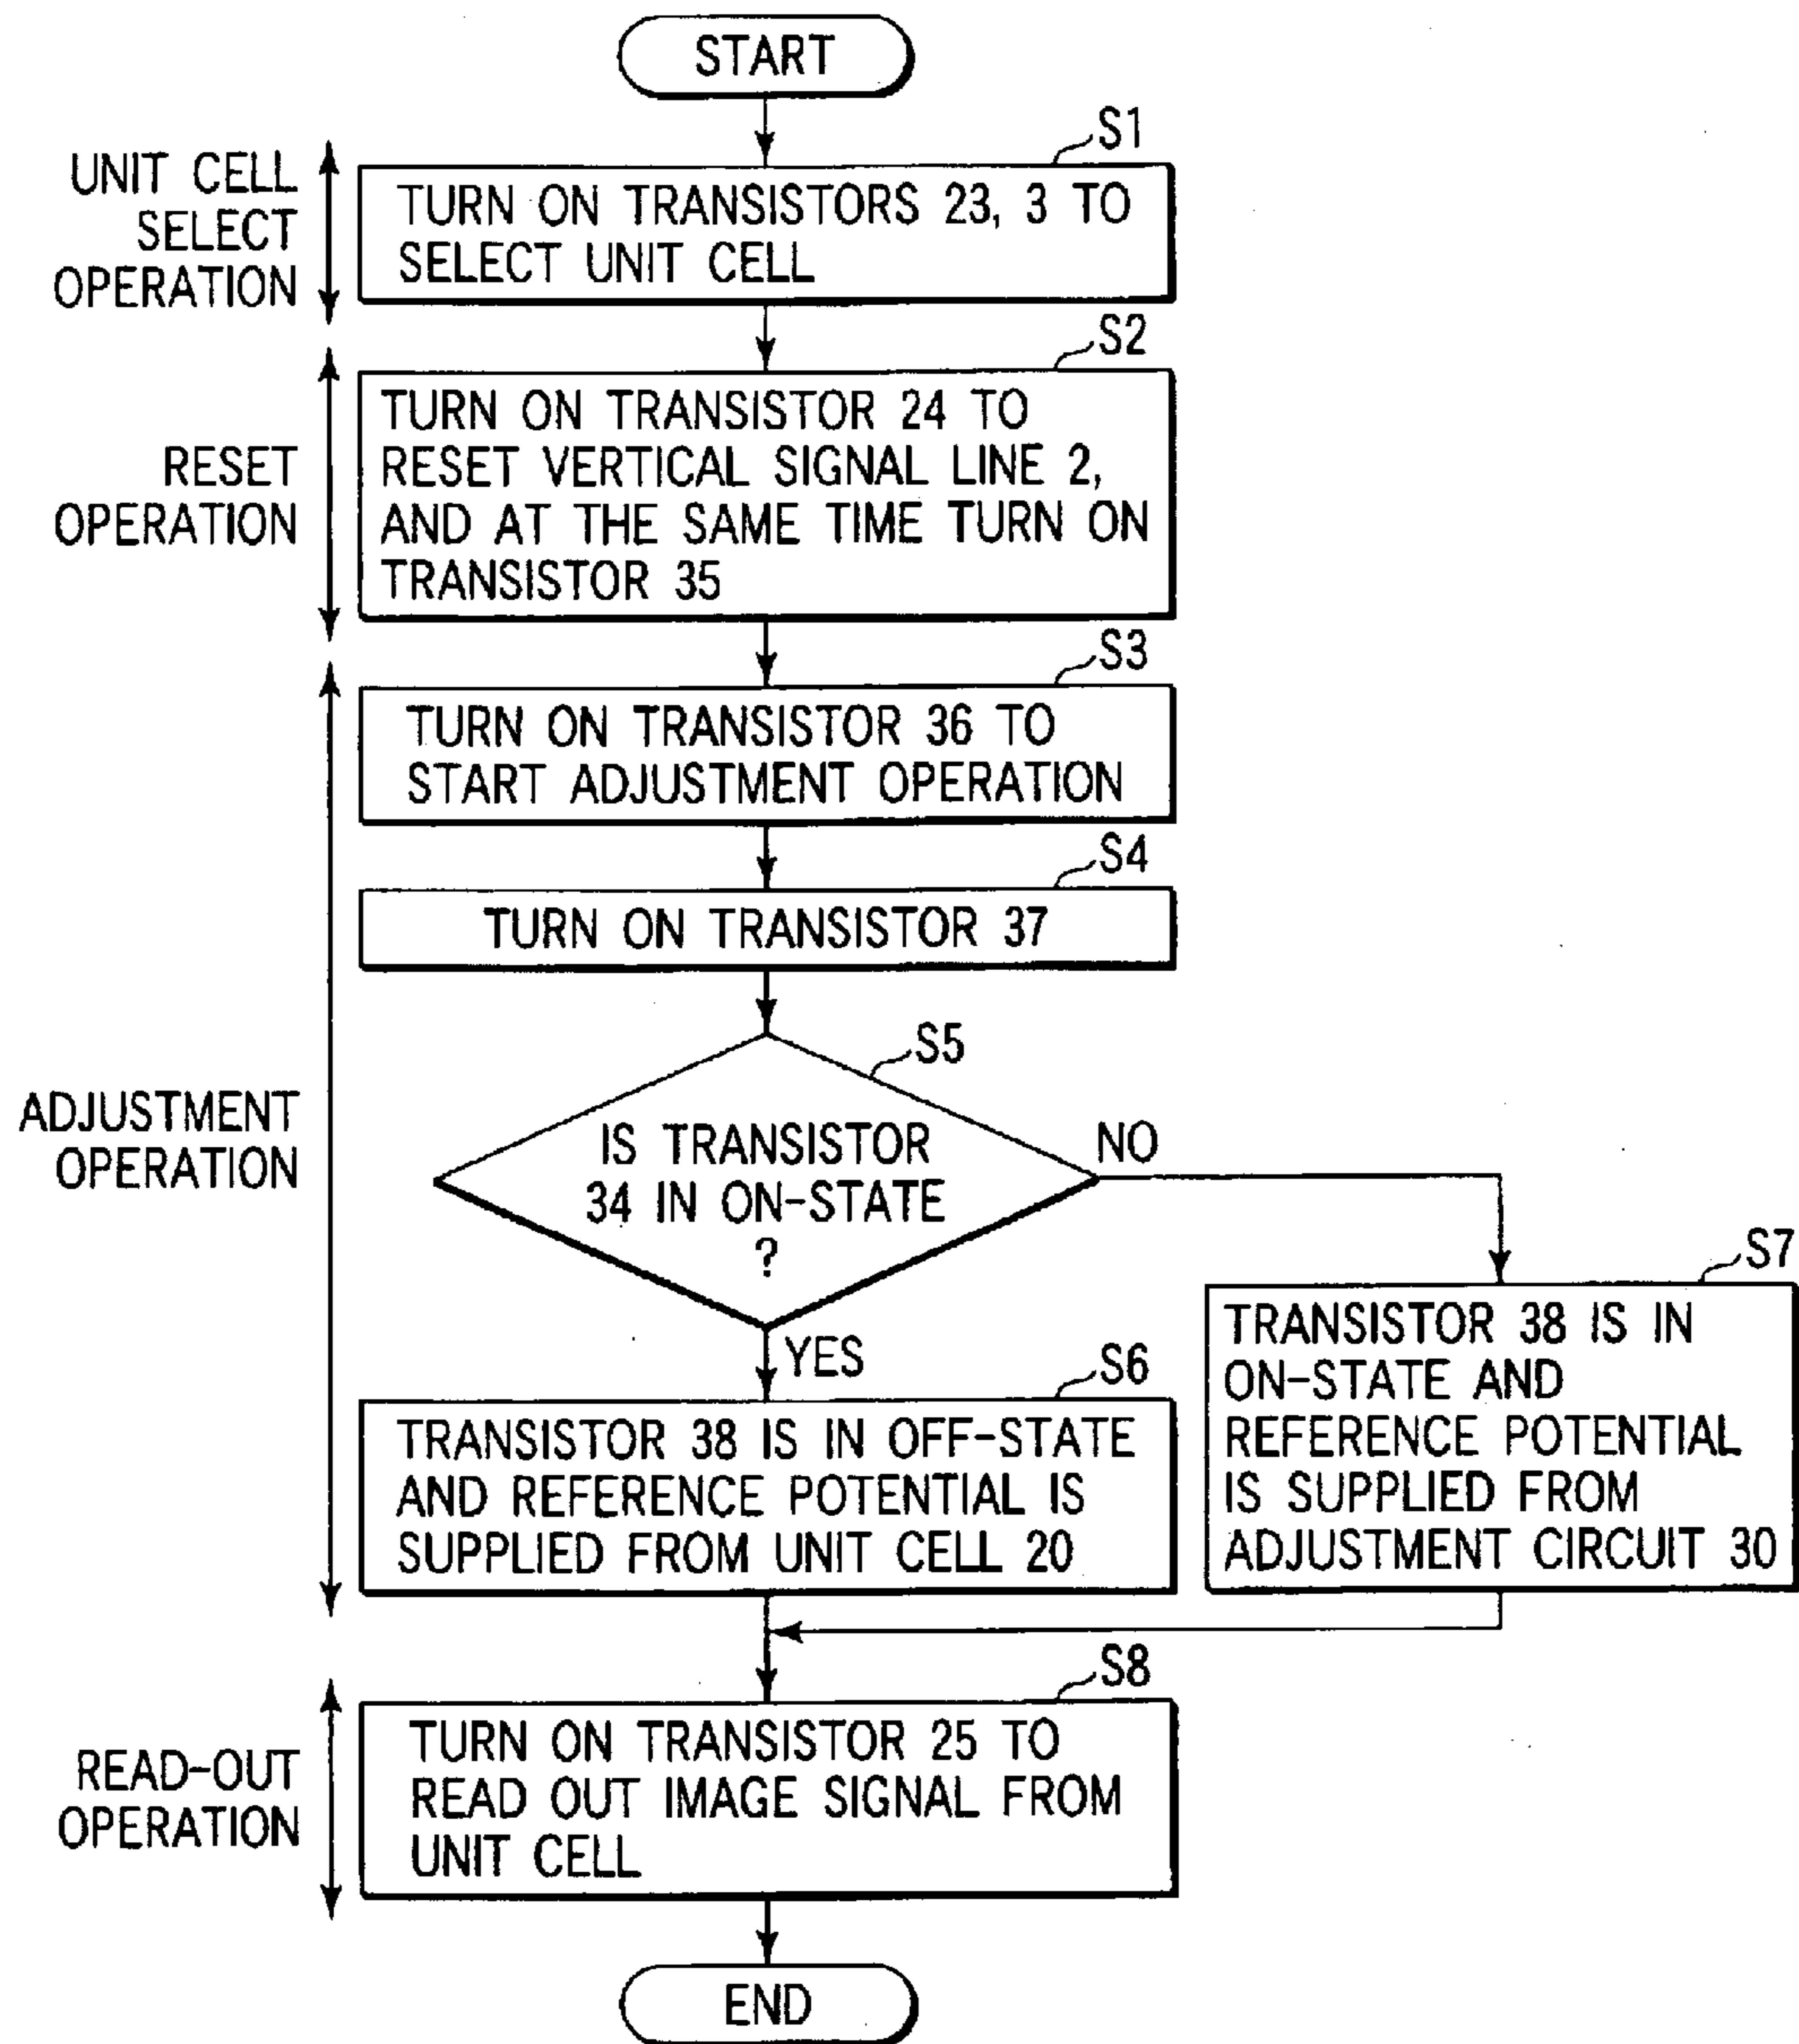 START
UNIT CELL
SELECT
OPERATION
S1
TURN ON TRANSISTORS 23, 3 TO
SELECT UNIT CELL
RESET
OPERATION
S2
TURN ON TRANSISTOR 24 TO
RESET VERTICAL SIGNAL LINE 2,
AND AT THE SAME TIME TURN ON
TRANSISTOR 35
ADJUSTMENT
OPERATION
S3
TURN ON TRANSISTOR 36 TO
START ADJUSTMENT OPERATION
S4
TURN ON TRANSISTOR 37
S5
IS TRANSISTOR
34 IN ON-STATE
?
NO
YES
S6
TRANSISTOR 38 IS IN OFF-STATE
AND REFERENCE POTENTIAL IS
SUPPLIED FROM UNIT CELL 20
S7
TRANSISTOR 38 IS IN
ON-STATE AND
REFERENCE POTENTIAL
IS SUPPLIED FROM
ADJUSTMENT CIRCUIT 30
READ-OUT
OPERATION
S8
TURN ON TRANSISTOR 25 TO
READ OUT IMAGE SIGNAL FROM
UNIT CELL
END